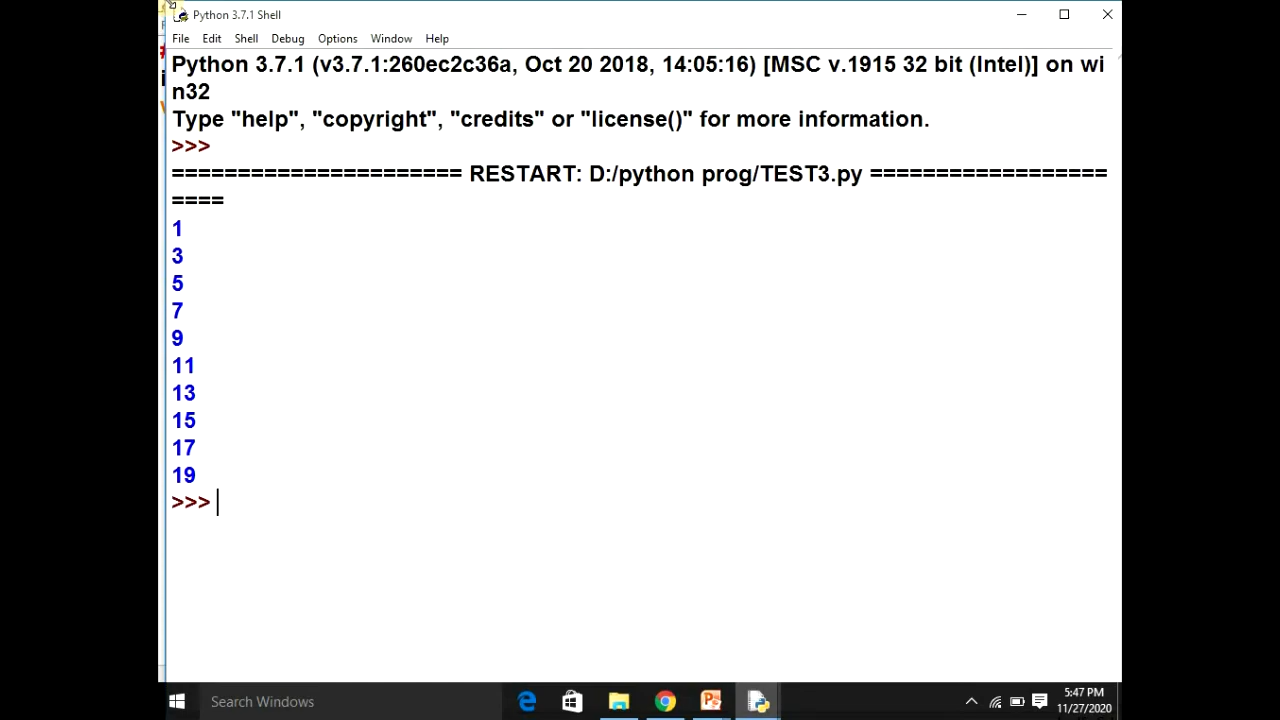 Python 3.7.1 Shell
File Edit Shell Debug Options Window Help
Python 3.7.1 (v3.7.1:260ec2c36a, Oct 20 2018, 14:05:16) [MSC v.1915 32 bit (Intel)] on wi
n32
Type "help", "copyright", "credits" or "license()" for more information.
>>>
====================== RESTART: D:/python prog/TEST3.py ==================
====
1
3
5
7
9
11
13
15
17
19
>>>
Search Windows
5:47 PM
11/27/2020